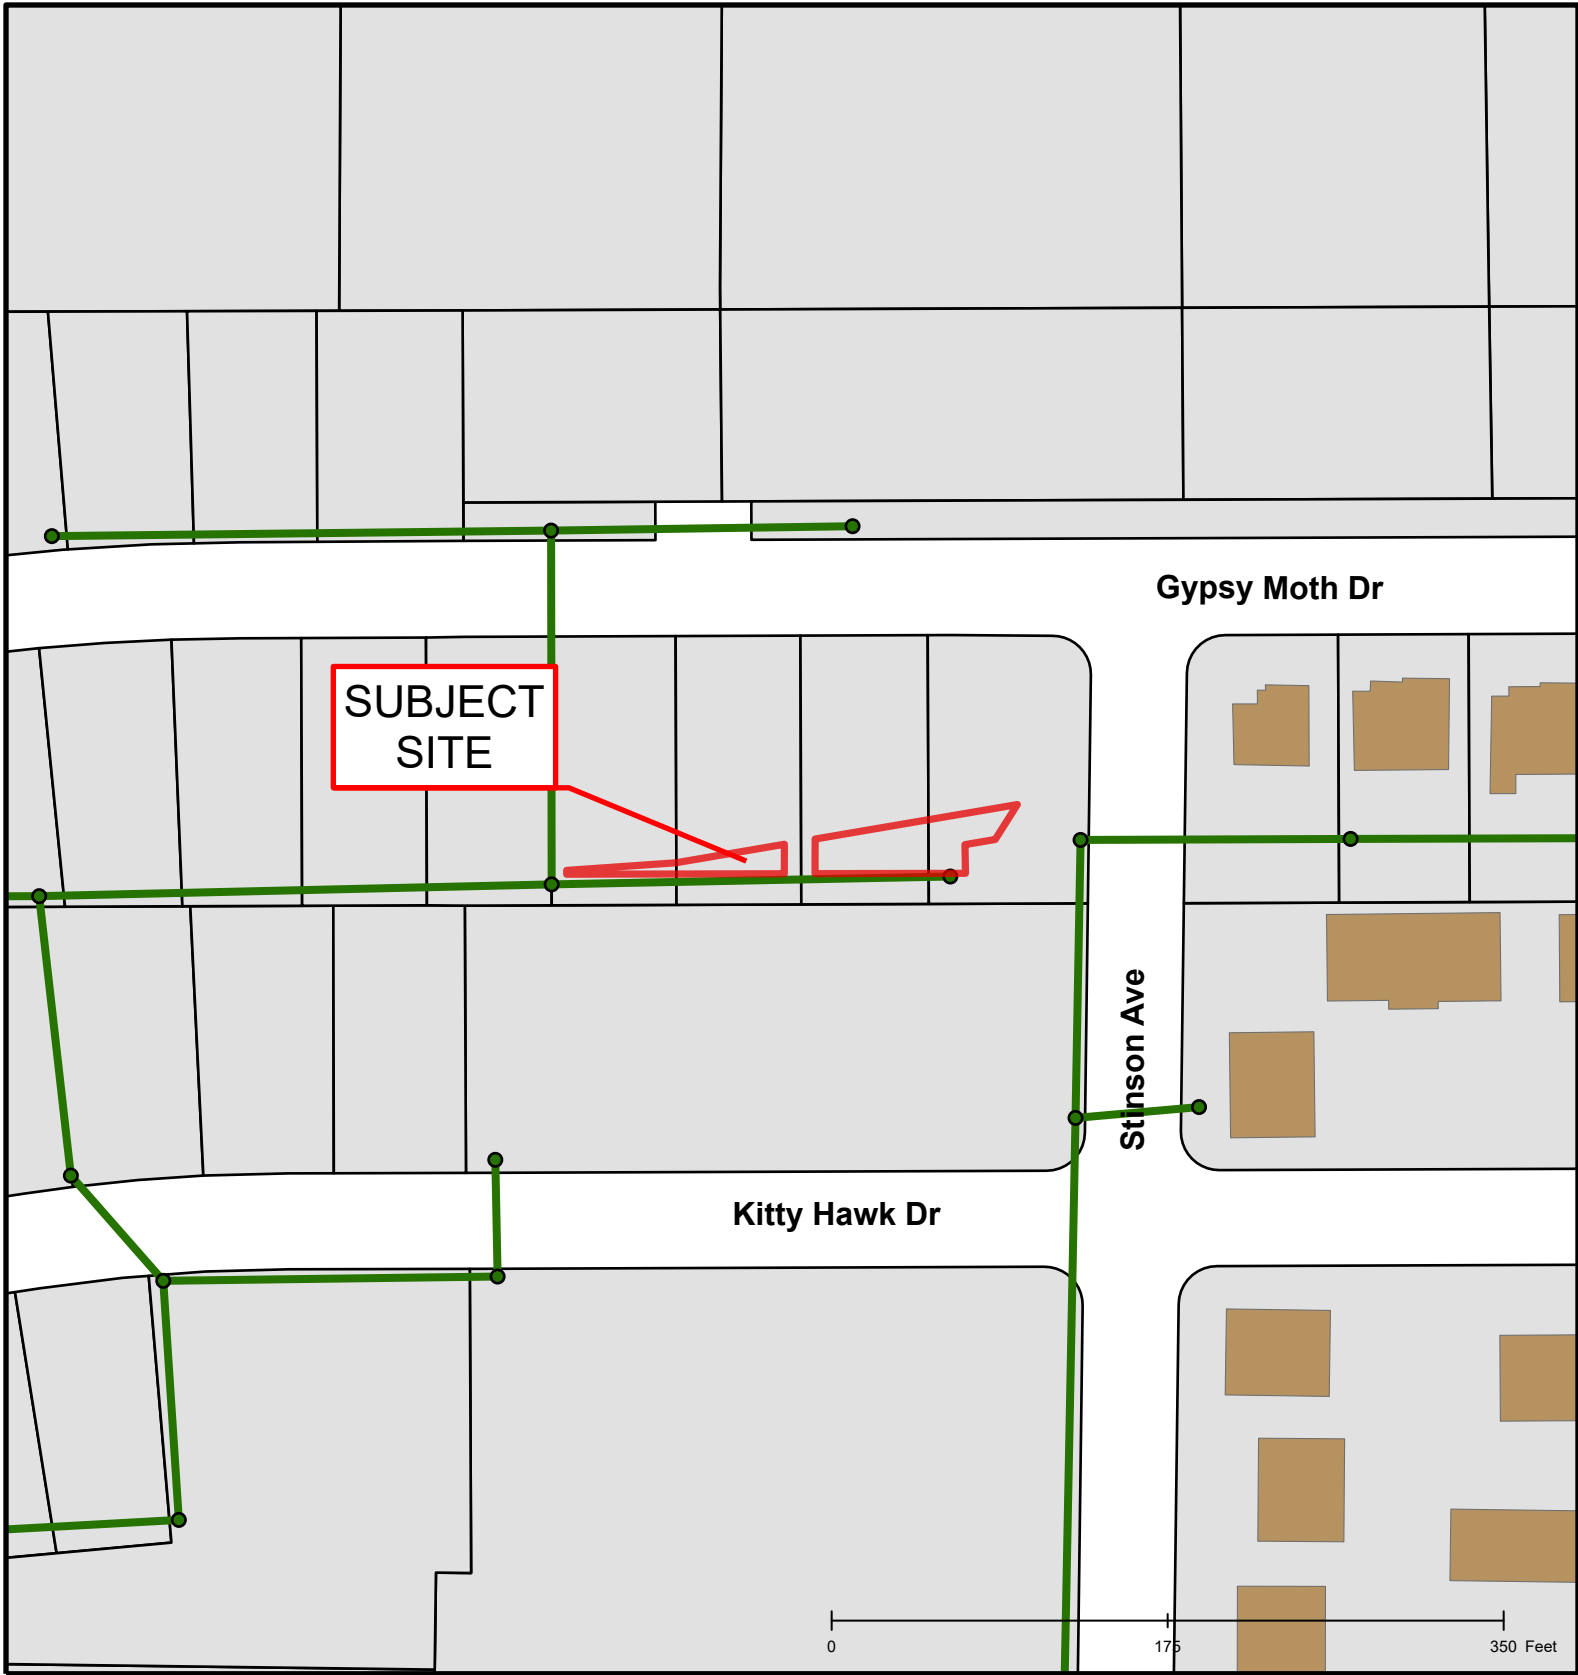 Gypsy Moth Dr
SUBJECT
SITE
Stinson Ave
Kitty Hawk Dr
0 175 350 Feet